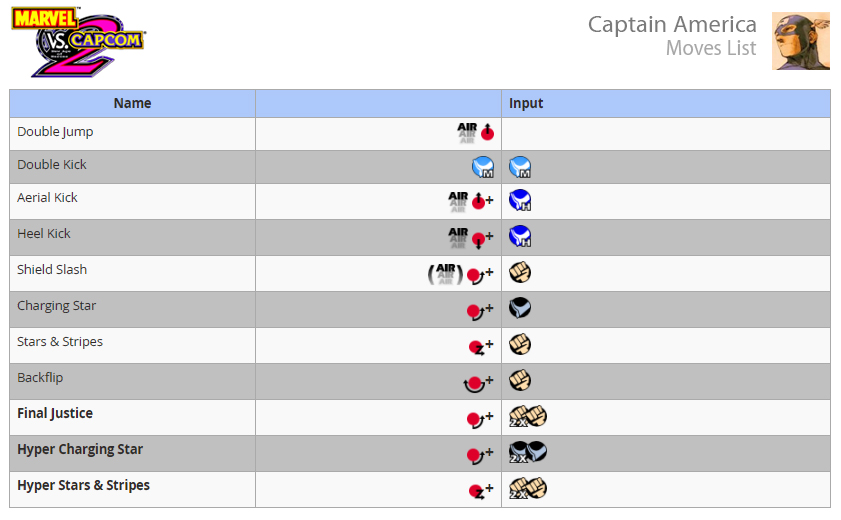 MARVEL
VS. CAPCOM
2
Captain America
Moves List
Name Input
Double Jump AIR AIR AIR
Double Kick M M
Aerial Kick AIR AIR AIR + H
Heel Kick AIR AIR AIR + H
Shield Slash (AIR AIR AIR) +
Charging Star +
Stars & Stripes Z +
Backflip +
Final Justice + 2X
Hyper Charging Star + 2X
Hyper Stars & Stripes Z + 2X